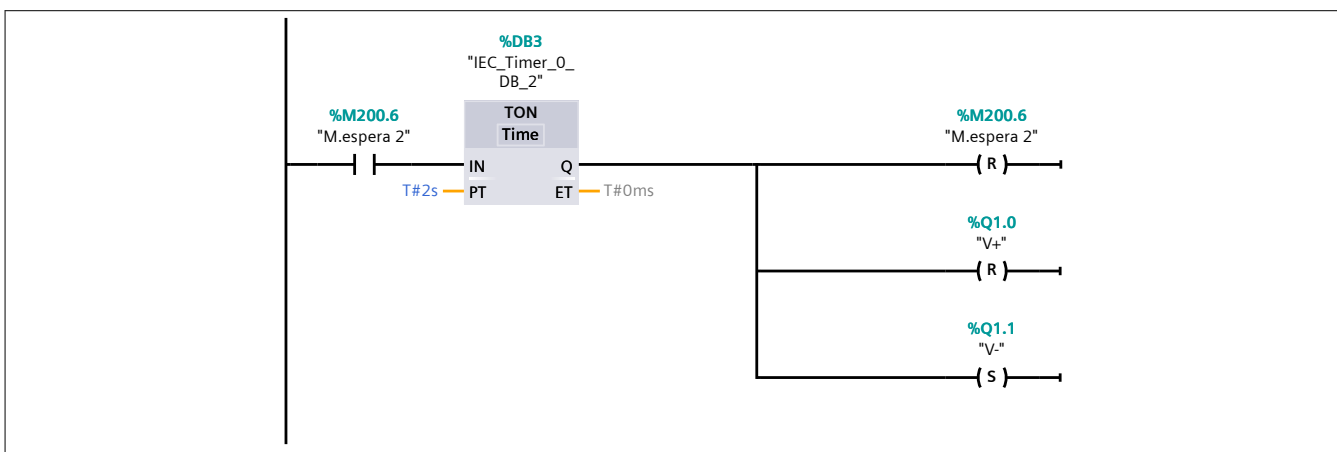 %DB3
"IEC_Timer_0_
DB_2"
%M200.6
"M.espera 2"
TON
Time
IN
Q
T#2s
PT
ET
T#0ms
%M200.6
"M.espera 2"
R
%Q1.0
"V+"
R
%Q1.1
"V-"
S